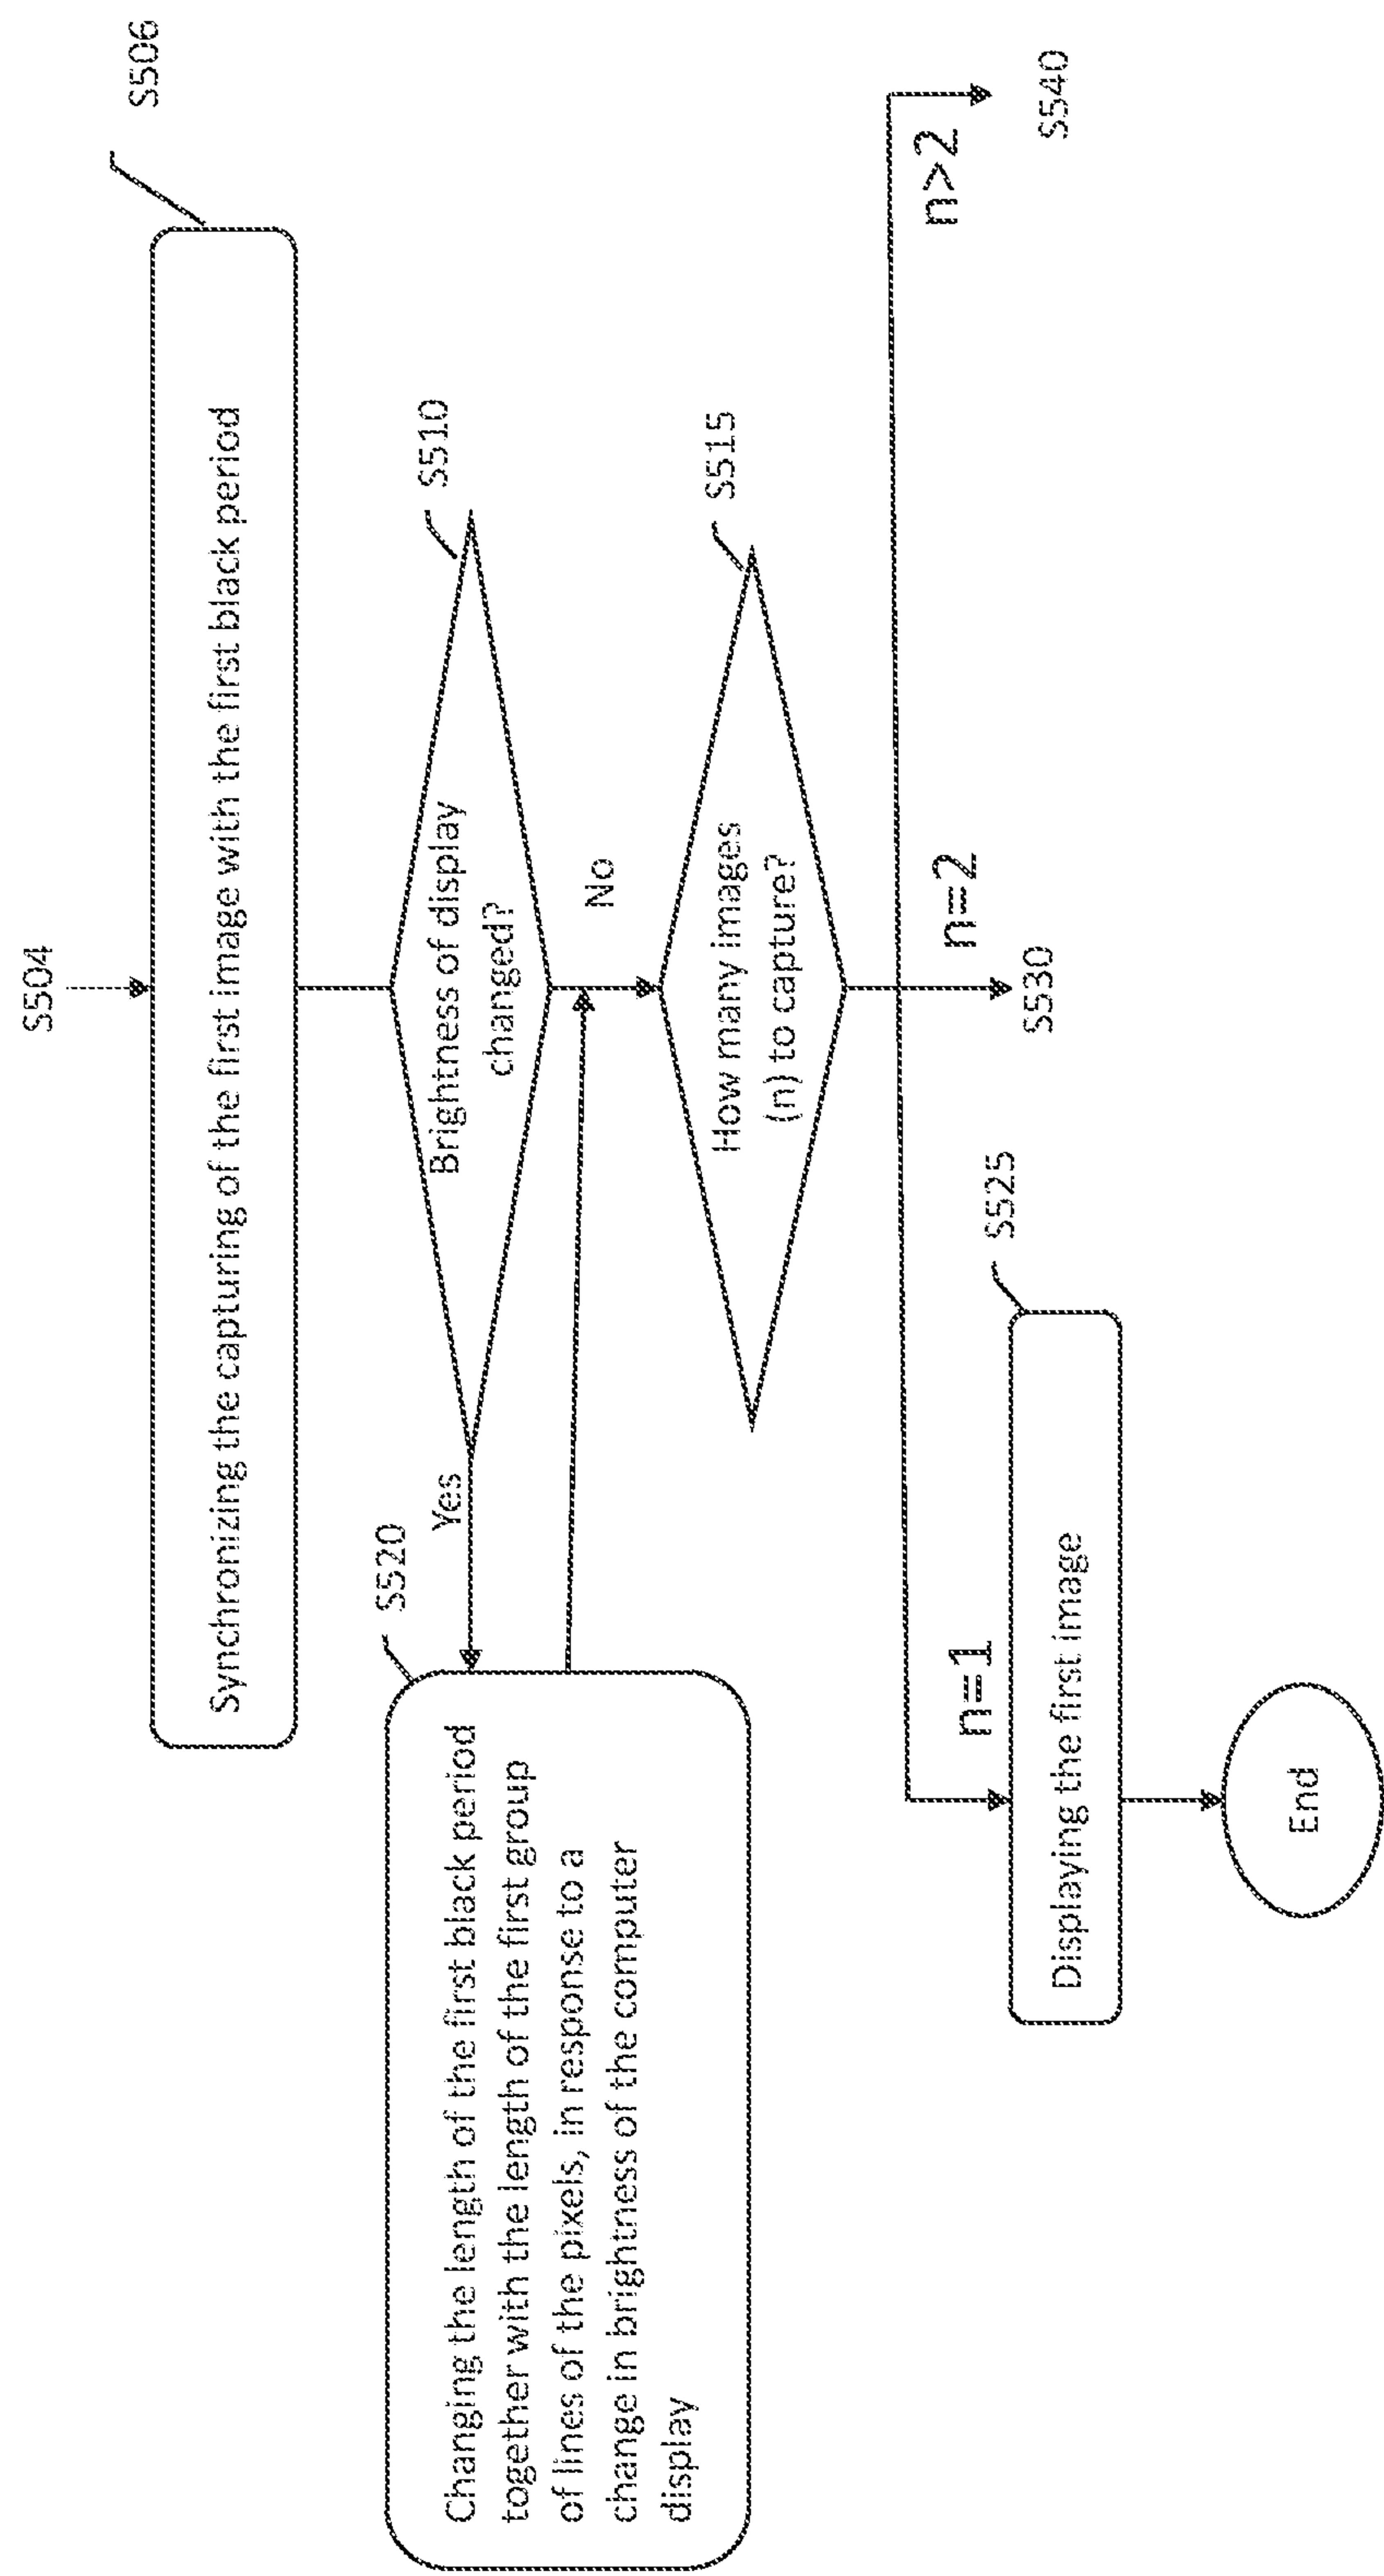 S504
S506
Synchronizing the capturing of the first image with the first black period
S510
Brightness of display
changed?
Yes
No
S520
Changing the length of the first black period
together with the length of the first group
of lines of the pixels, in response to a
change in brightness of the computer
display
S515
How many images
(n) to capture?
n=1
n=2
n>2
S525
Displaying the first image
S530
S540
End